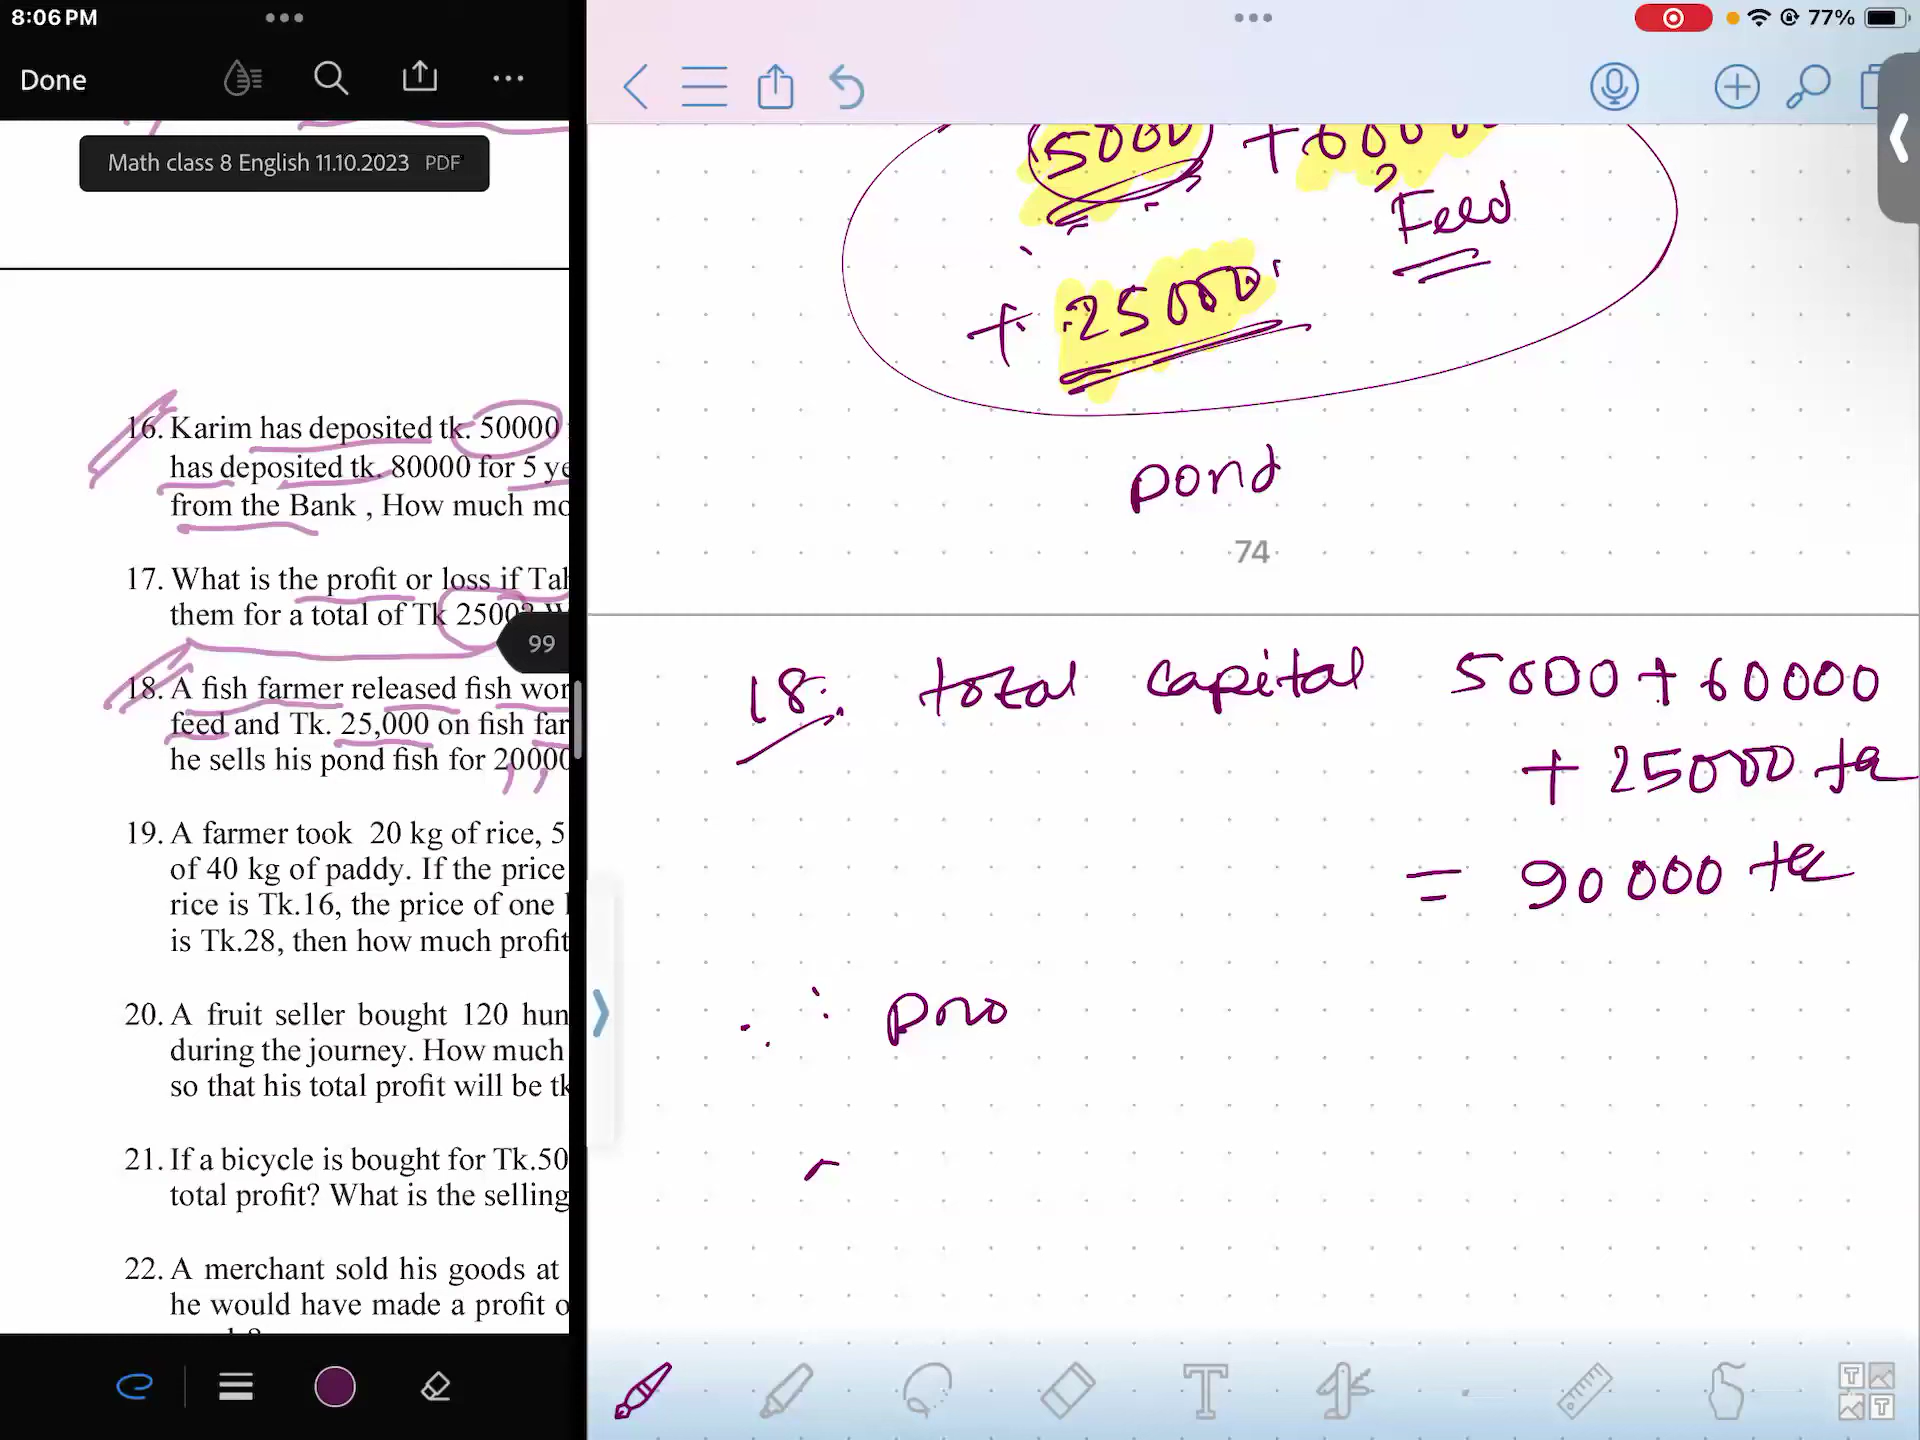 8:06 PM
77%
Done
Math class 8 English 11.10.2023 PDF
16. Karim has deposited tk. 50000
has deposited tk. 80000 for 5 ye
from the Bank , How much mo
17. What is the profit or loss if Tah
them for a total of Tk 2500?
99
18. A fish farmer released fish wor
feed and Tk. 25,000 on fish far
he sells his pond fish for 20000
19. A farmer took 20 kg of rice, 5
of 40 kg of paddy. If the price
rice is Tk.16, the price of one
is Tk.28, then how much profit
20. A fruit seller bought 120 hun
during the journey. How much
so that his total profit will be tk
21. If a bicycle is bought for Tk.50
total profit? What is the selling
22. A merchant sold his goods at
he would have made a profit o
5000 + 6000
Feed
+ 25000
pond
74
18. total capital 5000 + 60000
+ 25000 tk
= 90000 tk
∴ pro